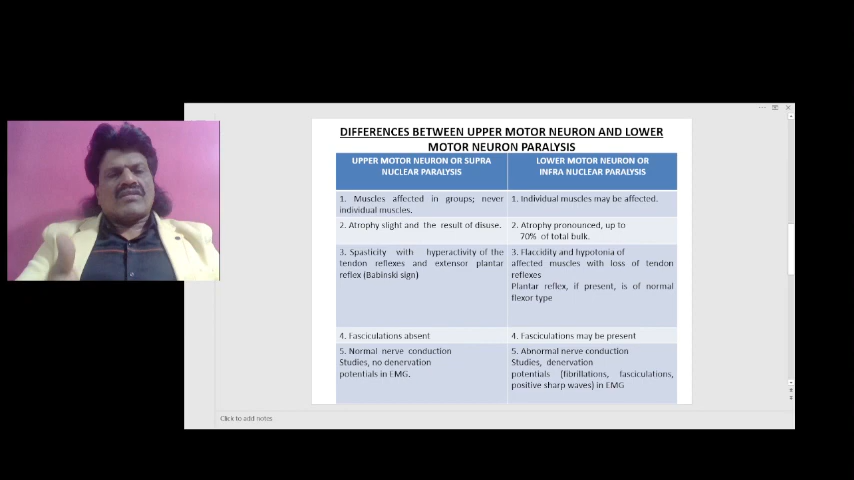 DIFFERENCES BETWEEN UPPER MOTOR NEURON AND LOWER
MOTOR NEURON PARALYSIS
UPPER MOTOR NEURON OR SUPRA
NUCLEAR PARALYSIS
LOWER MOTOR NEURON OR
INFRA NUCLEAR PARALYSIS
1. Muscles affected in groups; never
individual muscles.
1. Individual muscles may be affected.
2. Atrophy slight and the result of disuse.
2. Atrophy pronounced, up to
70% of total bulk.
3. Spasticity with hyperactivity of the
tendon reflexes and extensor plantar
reflex (Babinski sign)
3. Flaccidity and hypotonia of
affected muscles with loss of tendon
reflexes
Plantar reflex, if present, is of normal
flexor type
4. Fasciculations absent
4. Fasciculations may be present
5. Normal nerve conduction
Studies, no denervation
potentials in EMG.
5. Abnormal nerve conduction
Studies, denervation
potentials (fibrillations, fasciculations,
positive sharp waves) in EMG
Click to add notes